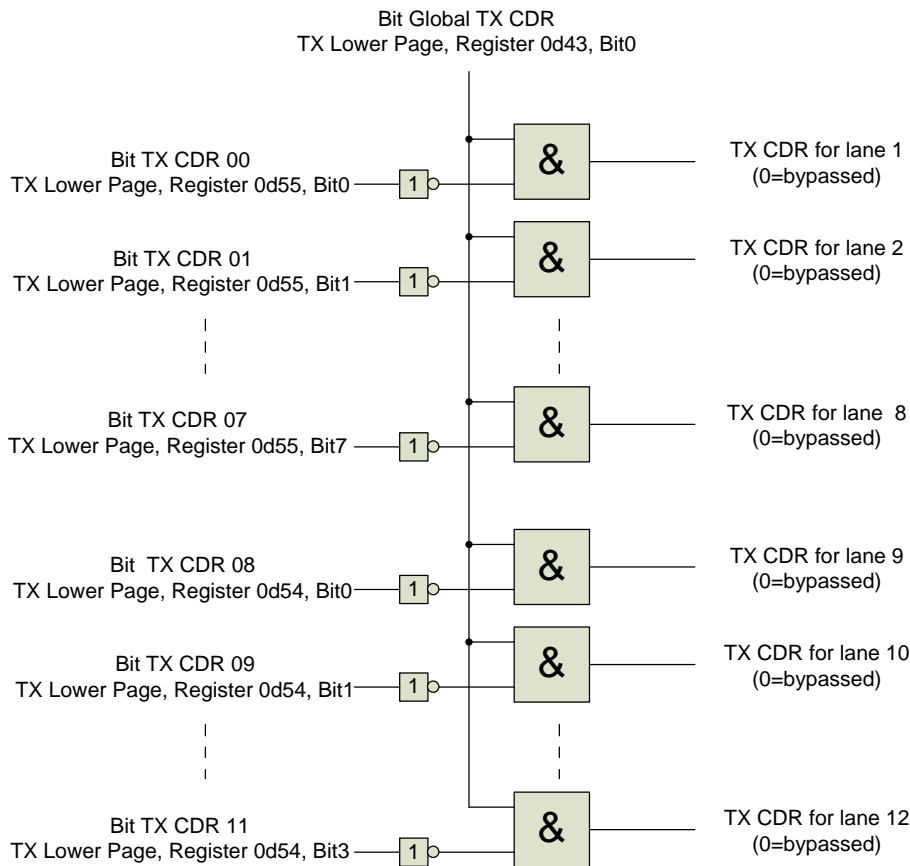 Bit Global TX CDR
TX Lower Page, Register 0d43, Bit0
Bit TX CDR 00
TX Lower Page, Register 0d55, Bit0
1
&
TX CDR for lane 1
(0=bypassed)
Bit TX CDR 01
TX Lower Page, Register 0d55, Bit1
1
&
TX CDR for lane 2
(0=bypassed)
Bit TX CDR 07
TX Lower Page, Register 0d55, Bit7
1
&
TX CDR for lane 8
(0=bypassed)
Bit TX CDR 08
TX Lower Page, Register 0d54, Bit0
1
&
TX CDR for lane 9
(0=bypassed)
Bit TX CDR 09
TX Lower Page, Register 0d54, Bit1
1
&
TX CDR for lane 10
(0=bypassed)
Bit TX CDR 11
TX Lower Page, Register 0d54, Bit3
1
&
TX CDR for lane 12
(0=bypassed)